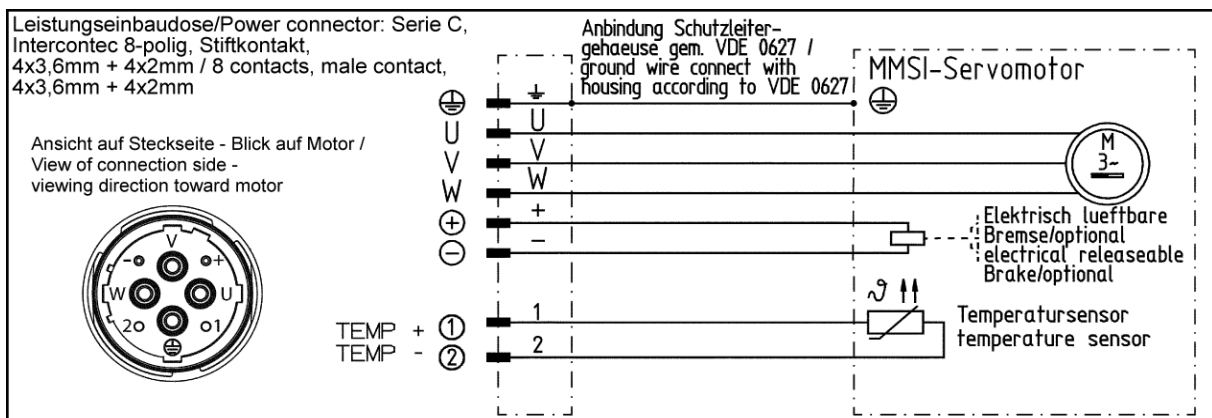 Leistungseinbaudose/Power connector: Serie C,
Intercontec 8-polig, Stiftkontakt,
4x3,6mm + 4x2mm / 8 contacts, male contact,
4x3,6mm + 4x2mm
Ansicht auf Steckseite - Blick auf Motor /
View of connection side -
viewing direction toward motor
V
- +
W U
2 1
Anbindung Schutzleiter-
gehaeuse gem. VDE 0627 /
ground wire connect with
housing according to VDE 0627
MMSI-Servomotor
U U
V V
W W
+ +
- -
TEMP + 1 1
TEMP - 2 2
M
3~
Elektrisch lueftbare
Bremse/optional
electrical releaseable
Brake/optional
ϑ
Temperatursensor
temperature sensor